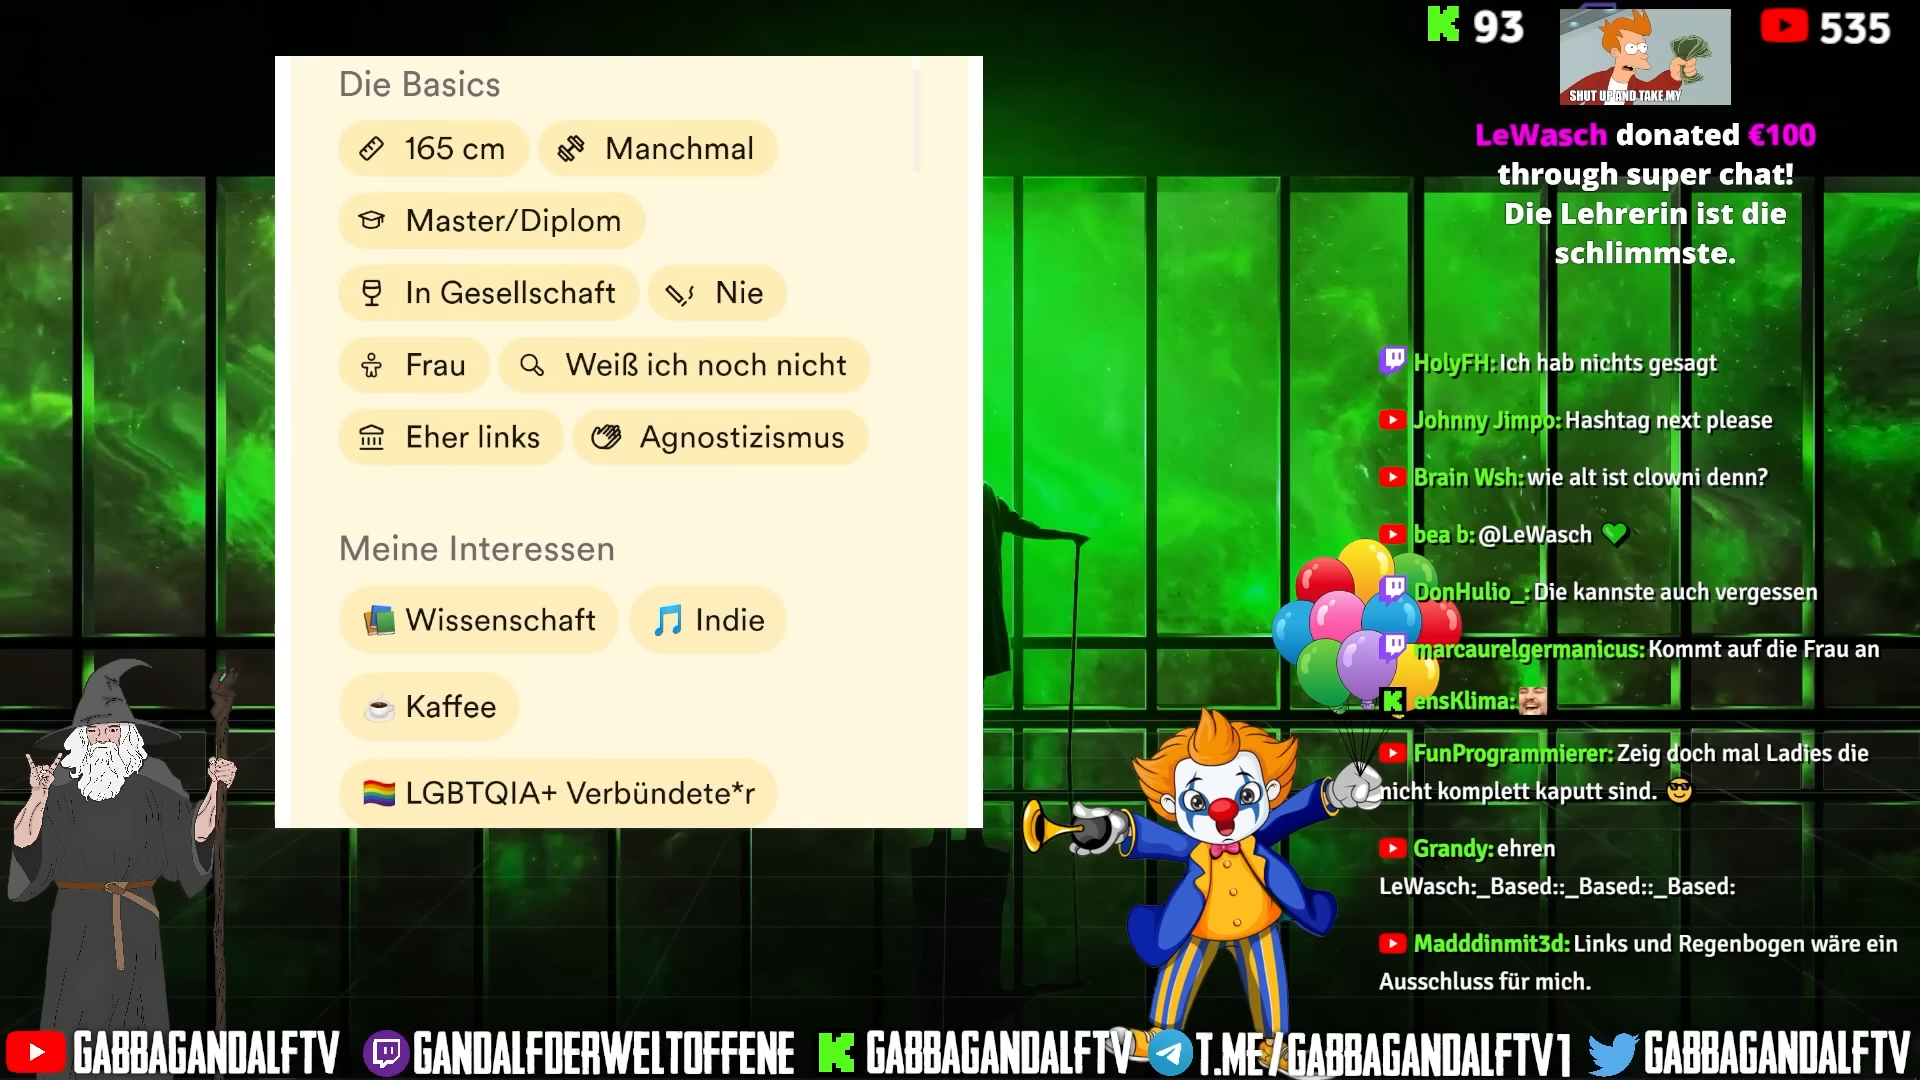 93
535
SHUT UP AND TAKE MY
LeWasch donated €100
through super chat!
Die Lehrerin ist die
schlimmste.
Die Basics
165 cm
Manchmal
Master/Diplom
In Gesellschaft
Nie
Frau
Weiß ich noch nicht
Eher links
Agnostizismus
Meine Interessen
Wissenschaft
Indie
Kaffee
LGBTQIA+ Verbündete*r
HolyFH: Ich hab nichts gesagt
Johnny Jimpo: Hashtag next please
Brain Wsh: wie alt ist clowni denn?
bea b: @LeWasch 💚
DonHulio_: Die kannste auch vergessen
marcaurelgermanicus: Kommt auf die Frau an
ensKlima:
FunProgrammierer: Zeig doch mal Ladies die
nicht komplett kaputt sind. 😎
Grandy: ehren
LeWasch:_Based::_Based::_Based:
Madddinmit3d: Links und Regenbogen wäre ein
Ausschluss für mich.
GABBAGANDALFTV
GANDALFDERWELTOFFENE
GABBAGANDALFTV
T.ME/GABBAGANDALFTV1
GABBAGANDALFTV